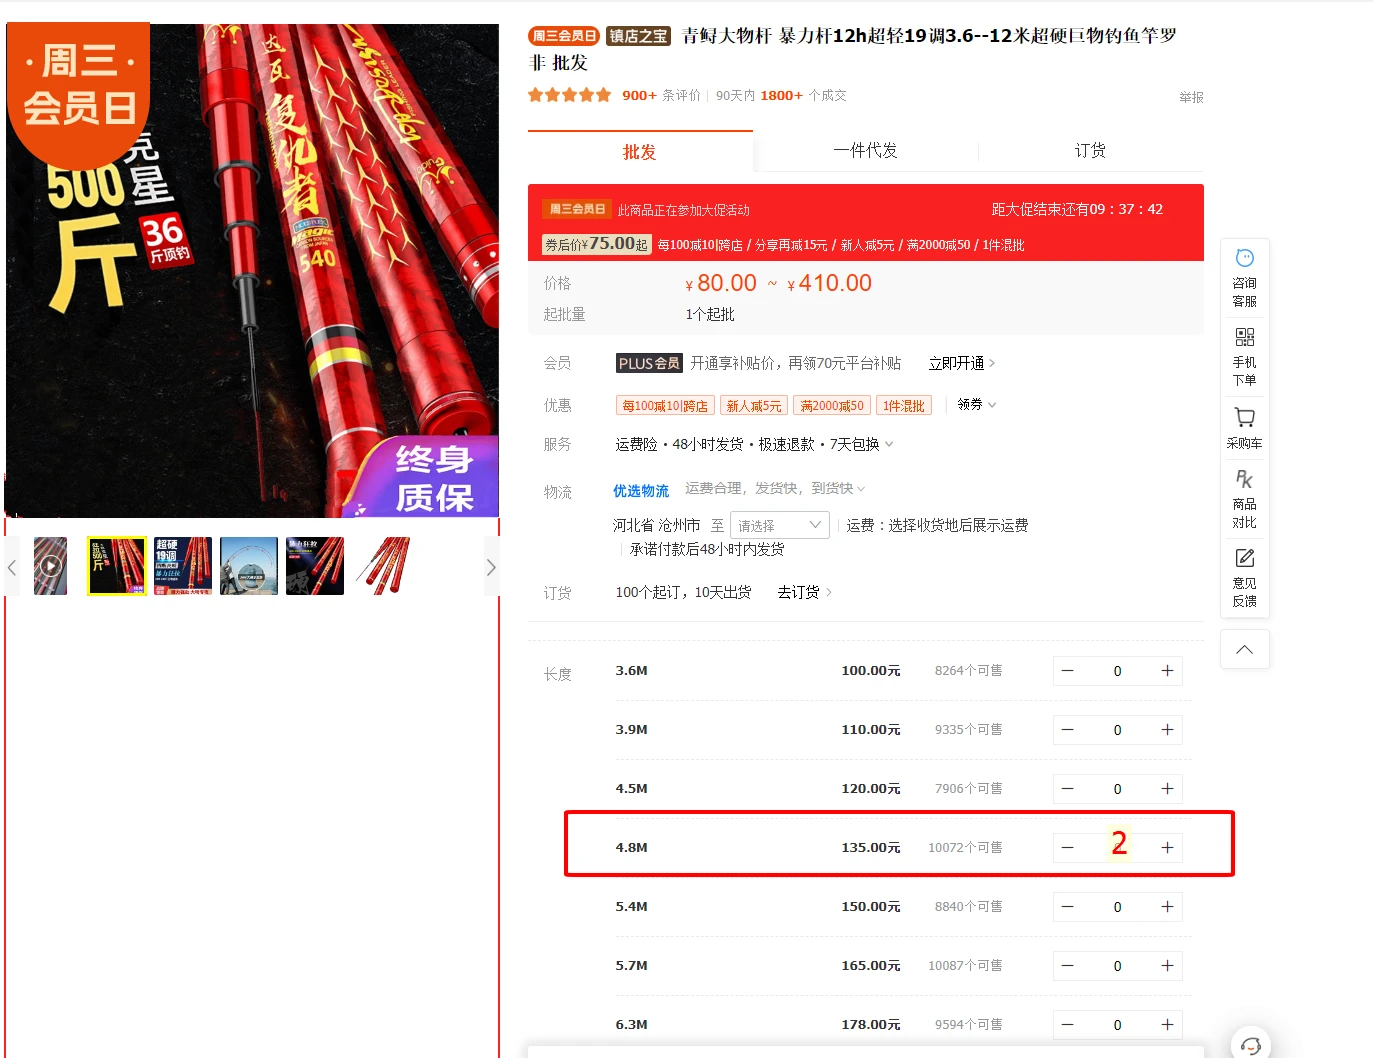 ·周三·
会员日
克星
500
斤
36
斤顶钓
达瓦
复仇者
Magic
540
终身
质保
超硬
19调
周三会员日 镇店之宝 青鲟大物杆 暴力杆12h超轻19调3.6--12米超硬巨物钓鱼竿罗
非 批发
900+ 条评价 90天内 1800+ 个成交
举报
批发 一件代发 订货
周三会员日 此商品正在参加大促活动 距大促结束还有09：37：42
券后价¥75.00起 每100减10|跨店 / 分享再减15元 / 新人减5元 / 满2000减50 / 1件混批
价格 ¥ 80.00 ~ ¥ 410.00
起批量 1个起批
会员 PLUS会员 开通享补贴价，再领70元平台补贴 立即开通
优惠 每100减10|跨店 新人减5元 满2000减50 1件混批 领券
服务 运费险·48小时发货·极速退款·7天包换
物流 优选物流 运费合理，发货快，到货快
河北省 沧州市 至 请选择 运费：选择收货地后展示运费
承诺付款后48小时内发货
订货 100个起订，10天出货 去订货
长度 3.6M 100.00元 8264个可售 － 0 ＋
3.9M 110.00元 9335个可售 － 0 ＋
4.5M 120.00元 7906个可售 － 0 ＋
4.8M 135.00元 10072个可售 － 2 ＋
5.4M 150.00元 8840个可售 － 0 ＋
5.7M 165.00元 10087个可售 － 0 ＋
6.3M 178.00元 9594个可售 － 0 ＋
咨询
客服
手机
下单
采购车
商品
对比
意见
反馈